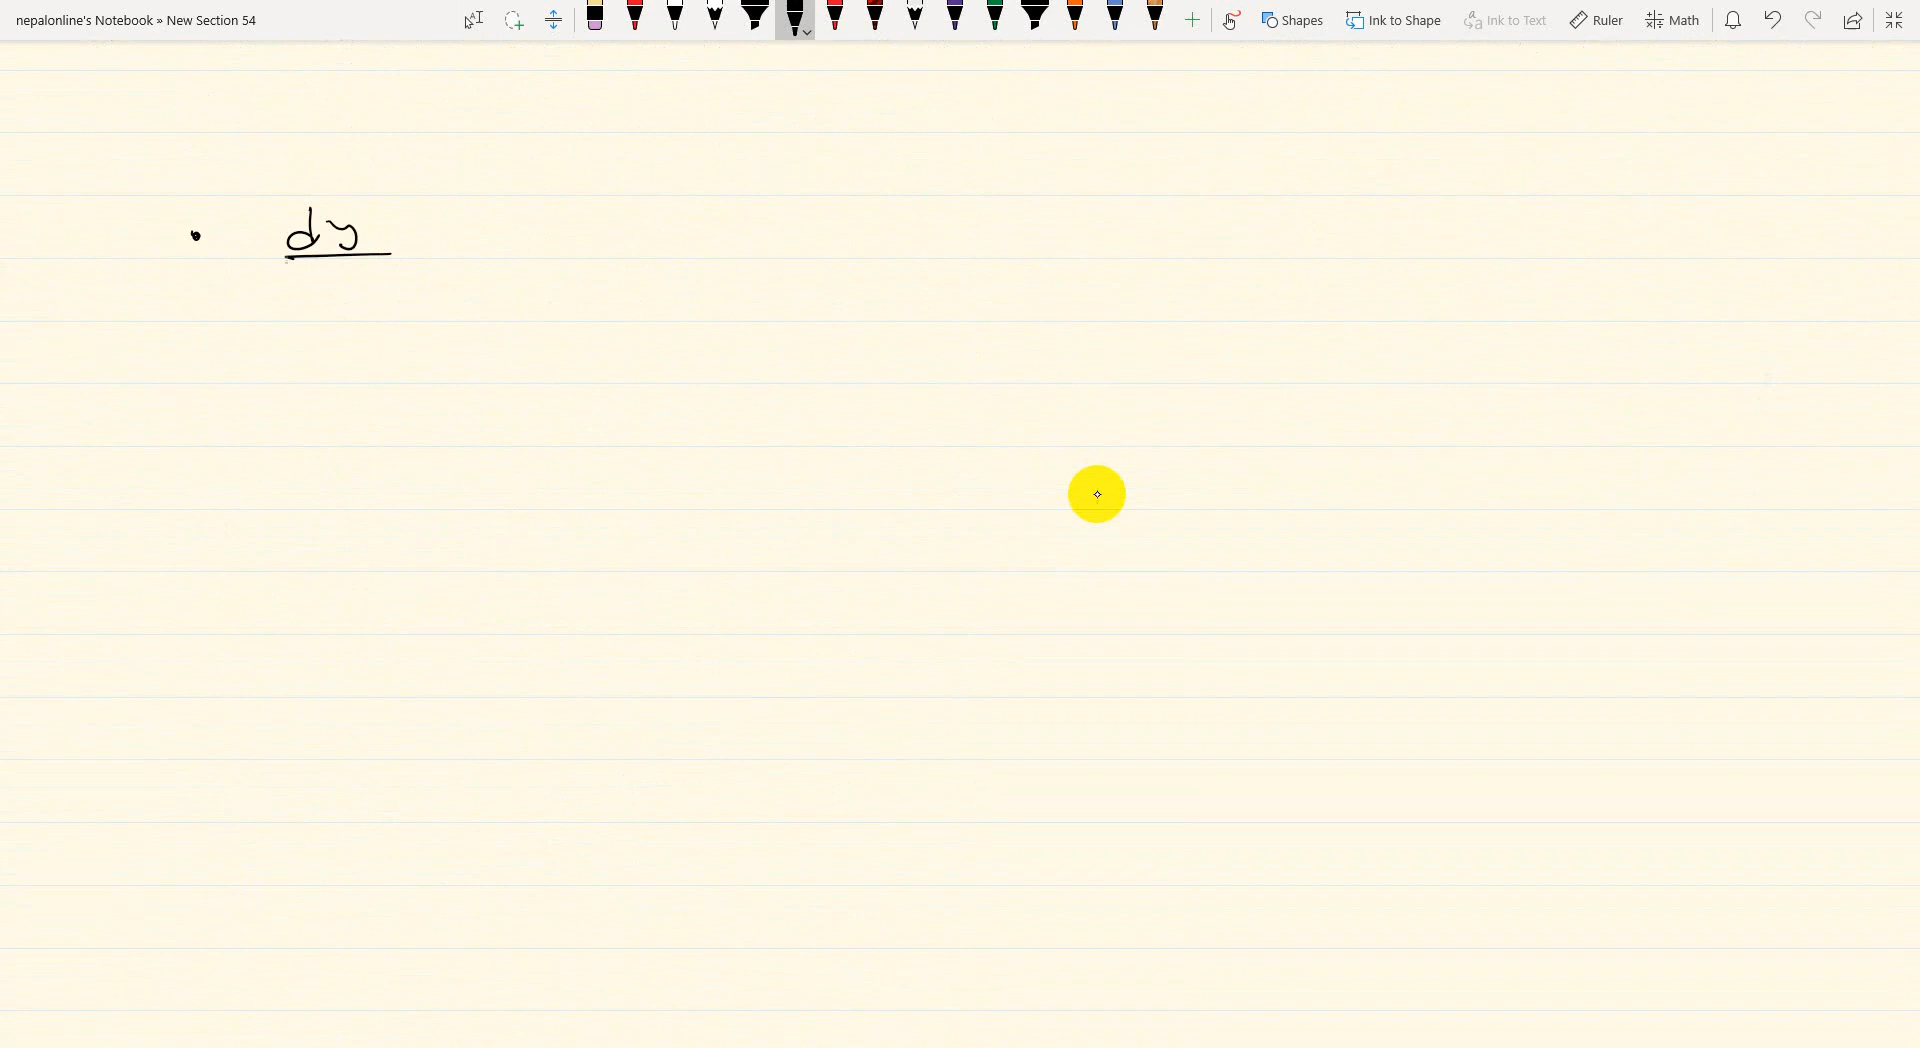 nepalonline's Notebook » New Section 54
Shapes
Ink to Shape
Ink to Text
Ruler
Math
• dy